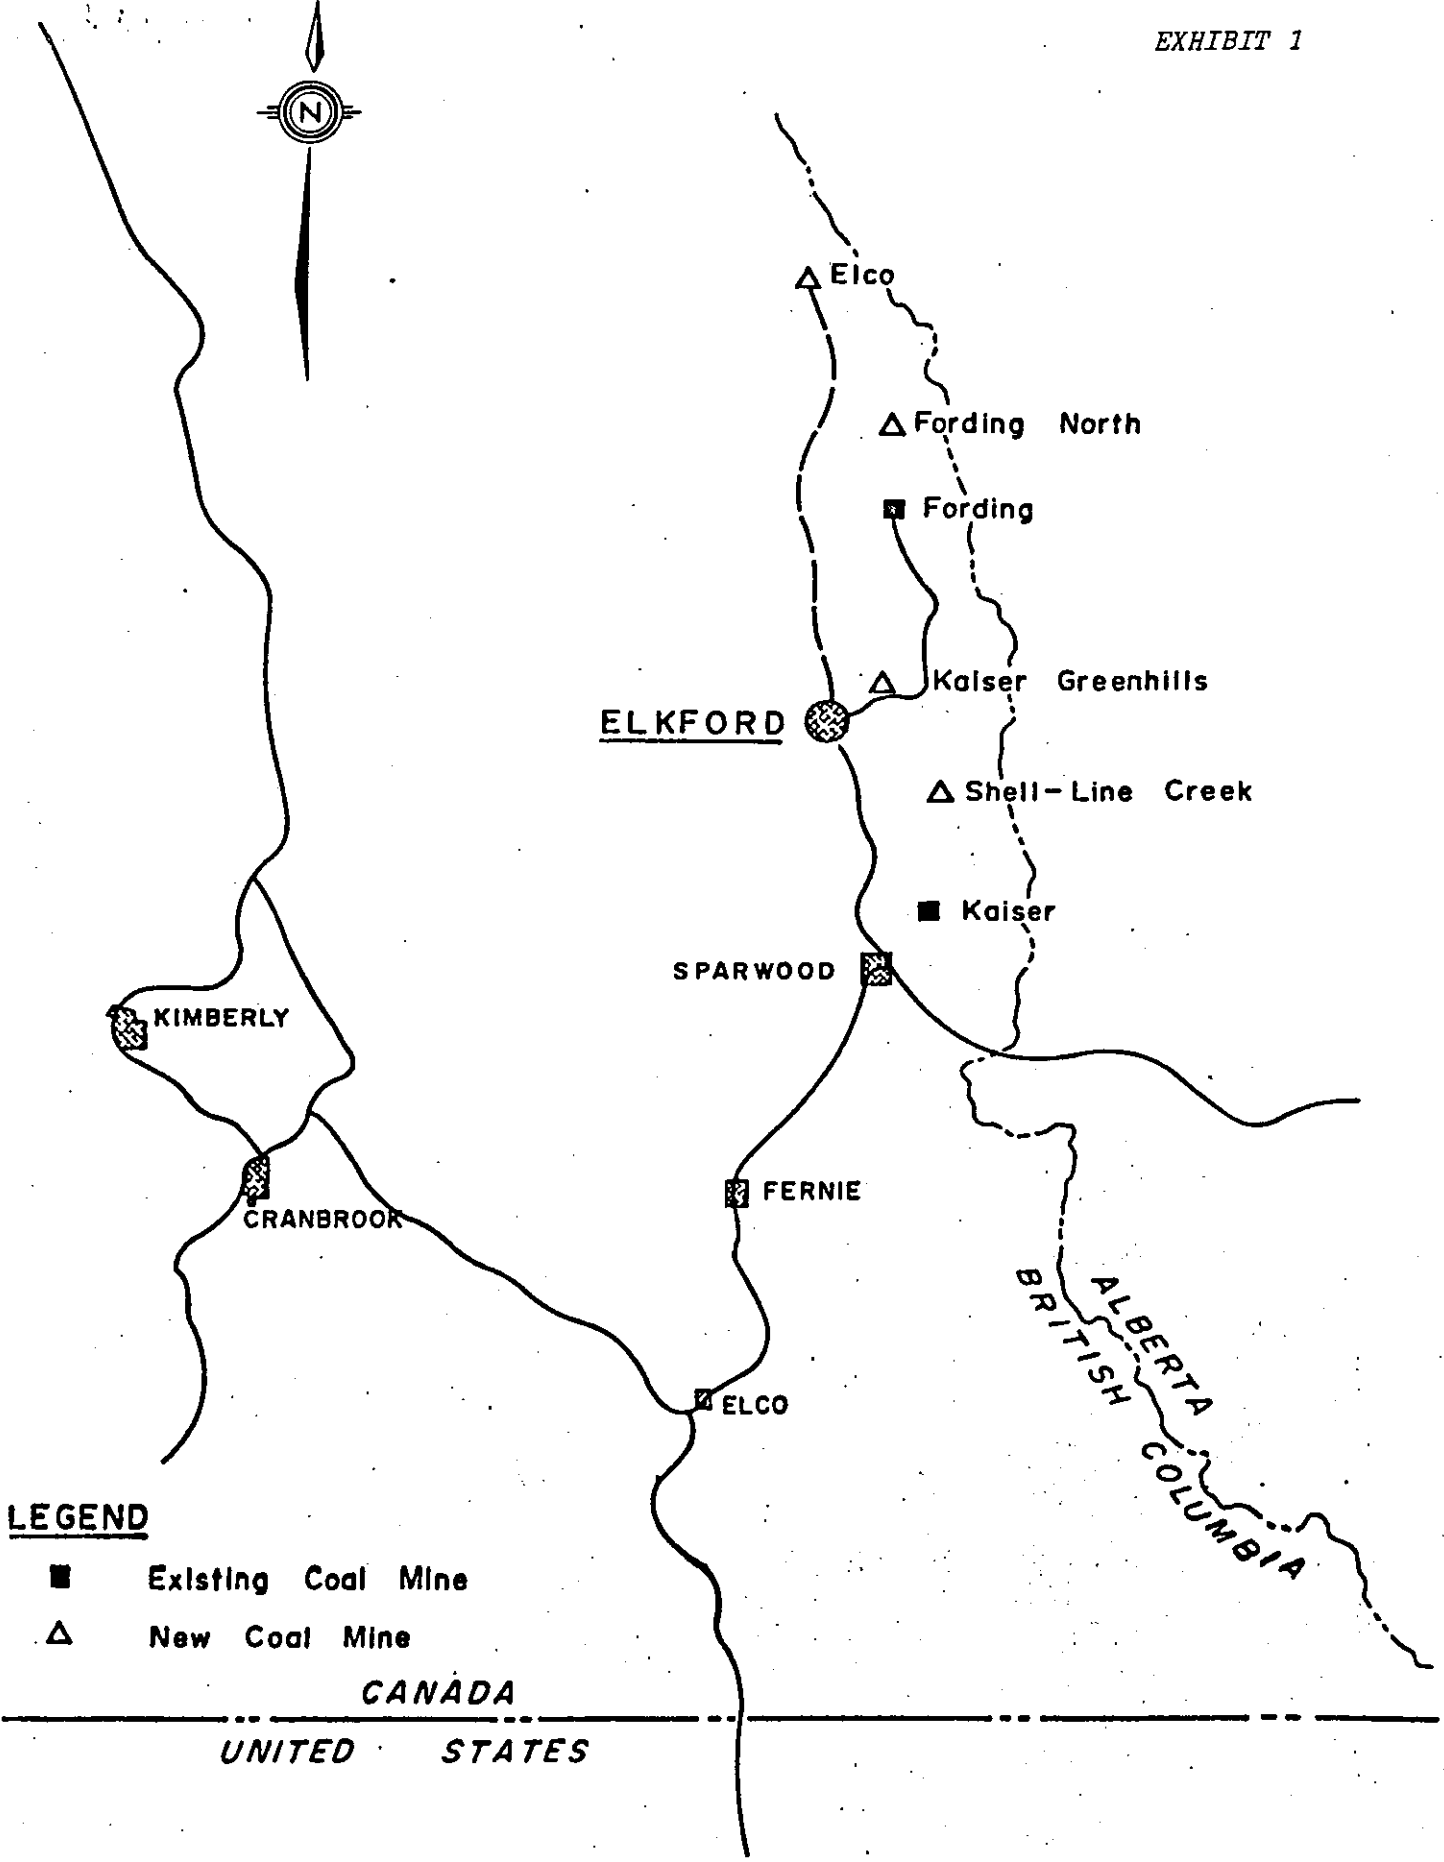 EXHIBIT 1
N
Elco
Fording North
Fording
Kaiser Greenhills
ELKFORD
Shell-Line Creek
Kaiser
SPARWOOD
KIMBERLY
FERNIE
CRANBROOK
ALBERTA
BRITISH COLUMBIA
ELCO
LEGEND
Existing Coal Mine
New Coal Mine
CANADA
UNITED STATES